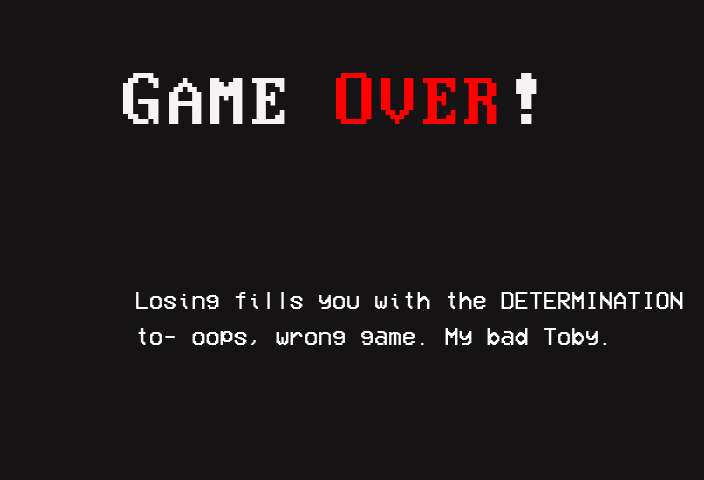 GAME OVER!
Losing fills you with the DETERMINATION
to- oops, wrong game. My bad Toby.